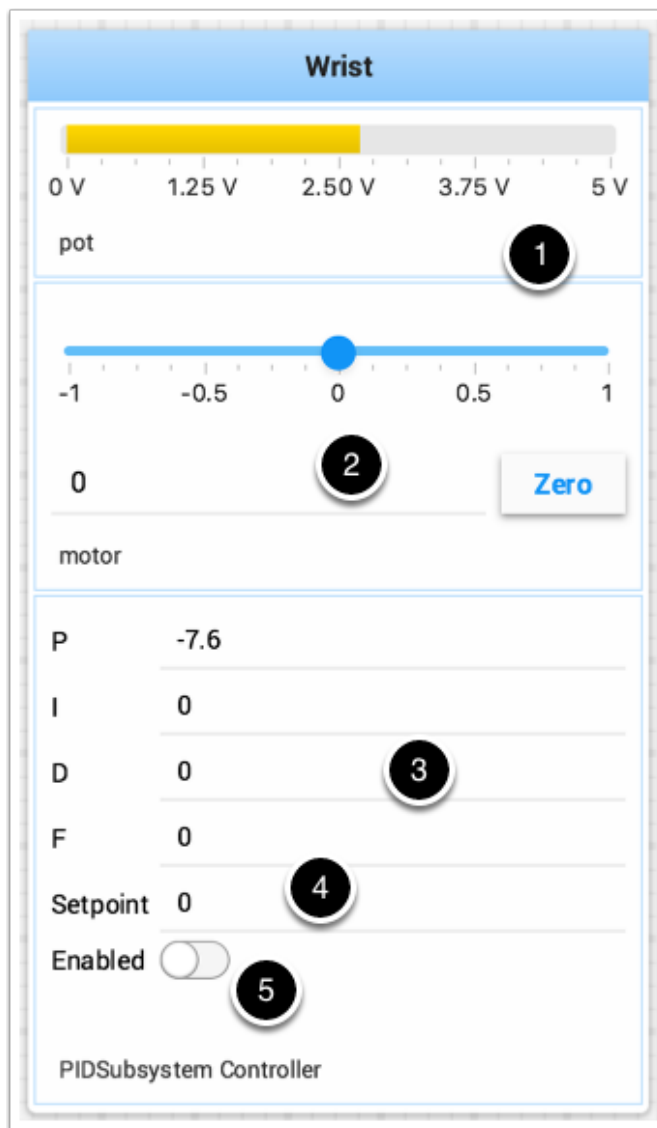 Wrist
0 V 1.25 V 2.50 V 3.75 V 5 V
pot
1
-1 -0.5 0 0.5 1
2
0 Zero
motor
P -7.6
I 0
D 0
3
F 0
4
Setpoint 0
Enabled
5
PIDSubsystem Controller